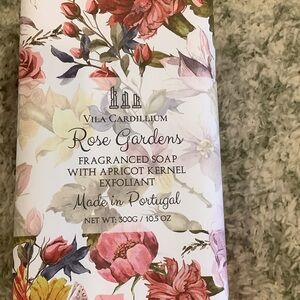 VILA CARDILLIUM
Rose Gardens
FRAGRANCED SOAP
WITH APRICOT KERNEL
EXFOLIANT
Made in Portugal
NET WT: 300G / 10.5 OZ